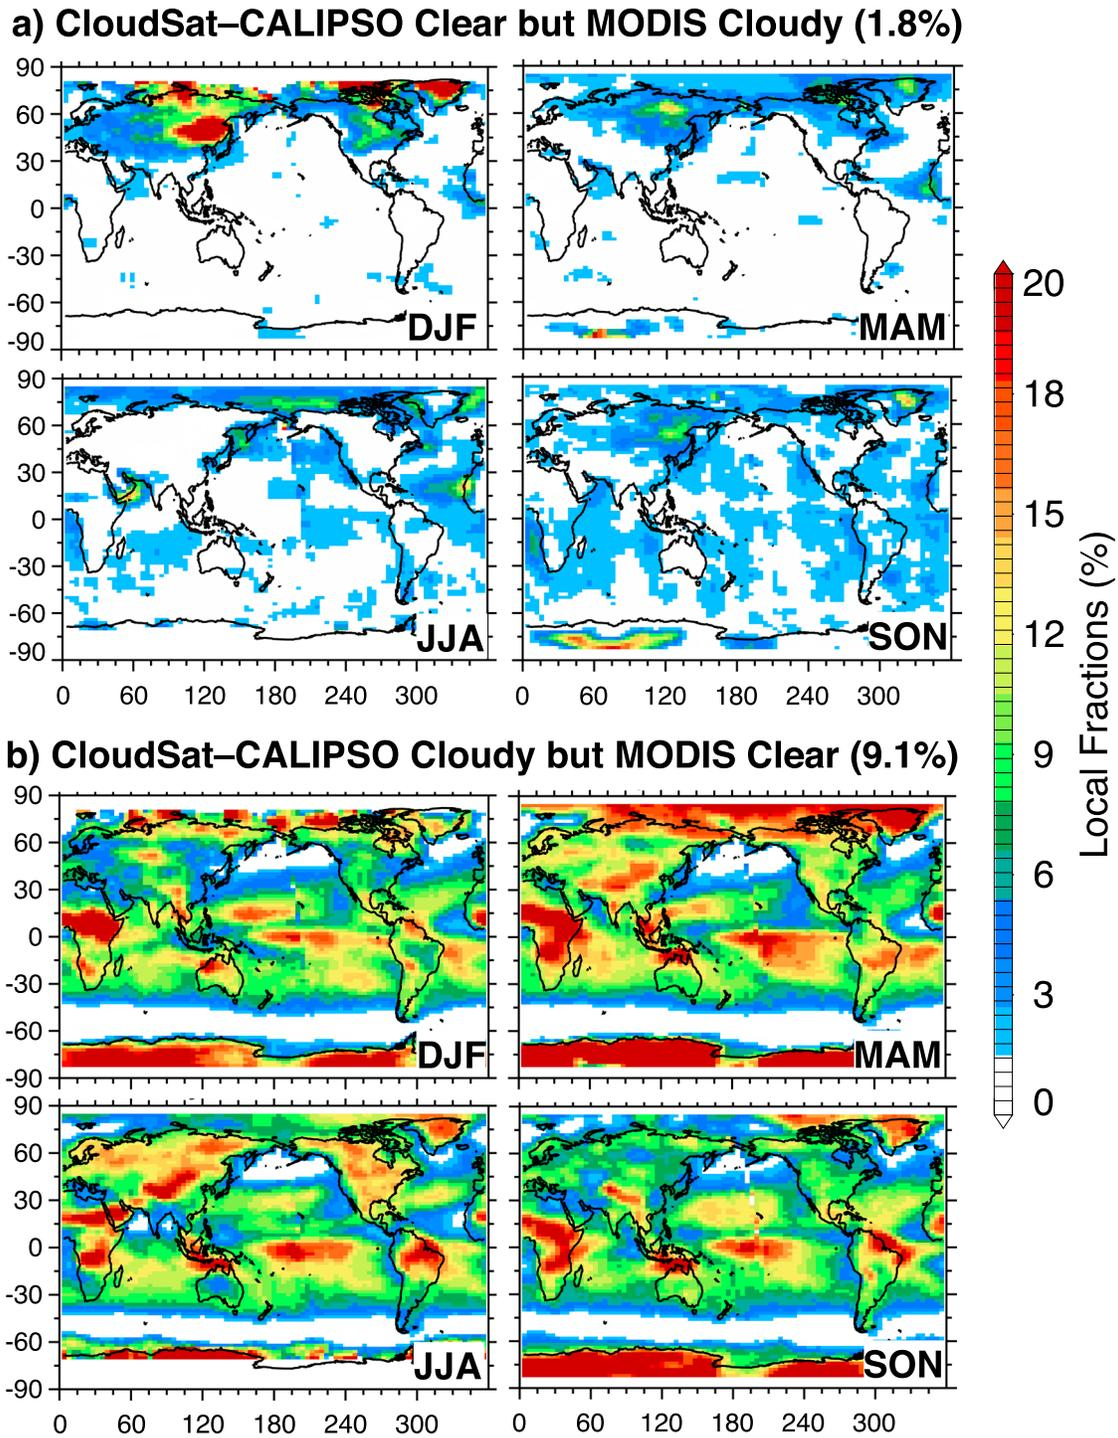 a) CloudSat–CALIPSO Clear but MODIS Cloudy (1.8%)
90
60
30
0
-30
-60
-90
DJF
MAM
90
60
30
0
-30
-60
-90
JJA
SON
0 60 120 180 240 300
0 60 120 180 240 300
b) CloudSat–CALIPSO Cloudy but MODIS Clear (9.1%)
90
60
30
0
-30
-60
-90
DJF
MAM
90
60
30
0
-30
-60
-90
JJA
SON
0 60 120 180 240 300
0 60 120 180 240 300
20
18
15
12
9
6
3
0
Local Fractions (%)